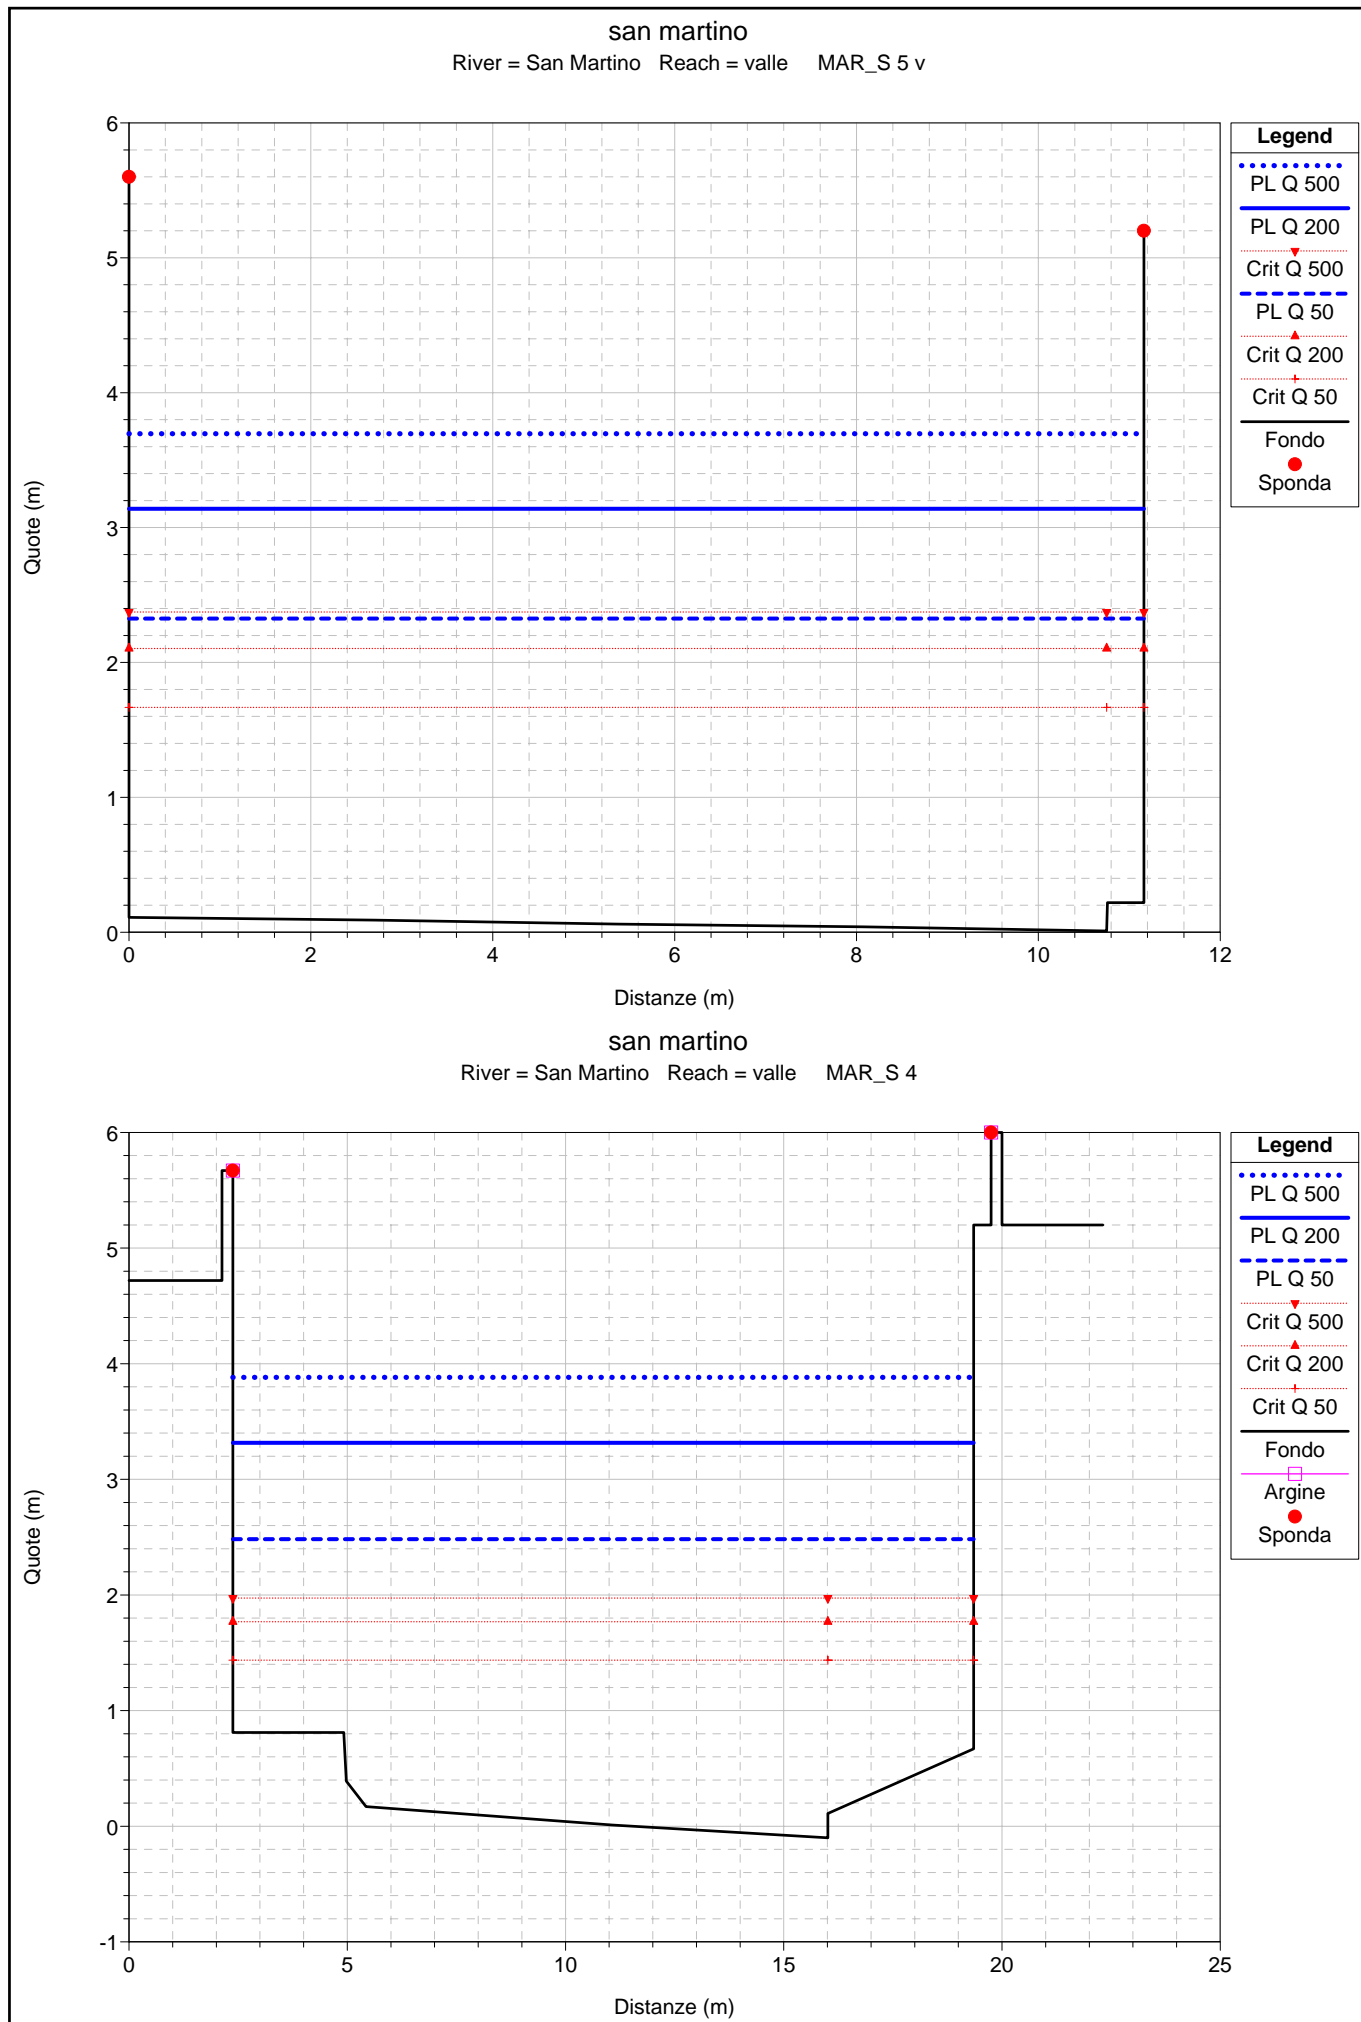 san martino
River = San Martino   Reach = valle     MAR_S 5 v
6
5
4
3
2
1
0
Quote (m)
0 2 4 6 8 10 12
Distanze (m)
Legend
PL Q 500
PL Q 200
Crit Q 500
PL Q 50
Crit Q 200
Crit Q 50
Fondo
Sponda
san martino
River = San Martino   Reach = valle     MAR_S 4
6
5
4
3
2
1
0
-1
Quote (m)
0 5 10 15 20 25
Distanze (m)
Legend
PL Q 500
PL Q 200
PL Q 50
Crit Q 500
Crit Q 200
Crit Q 50
Fondo
Argine
Sponda